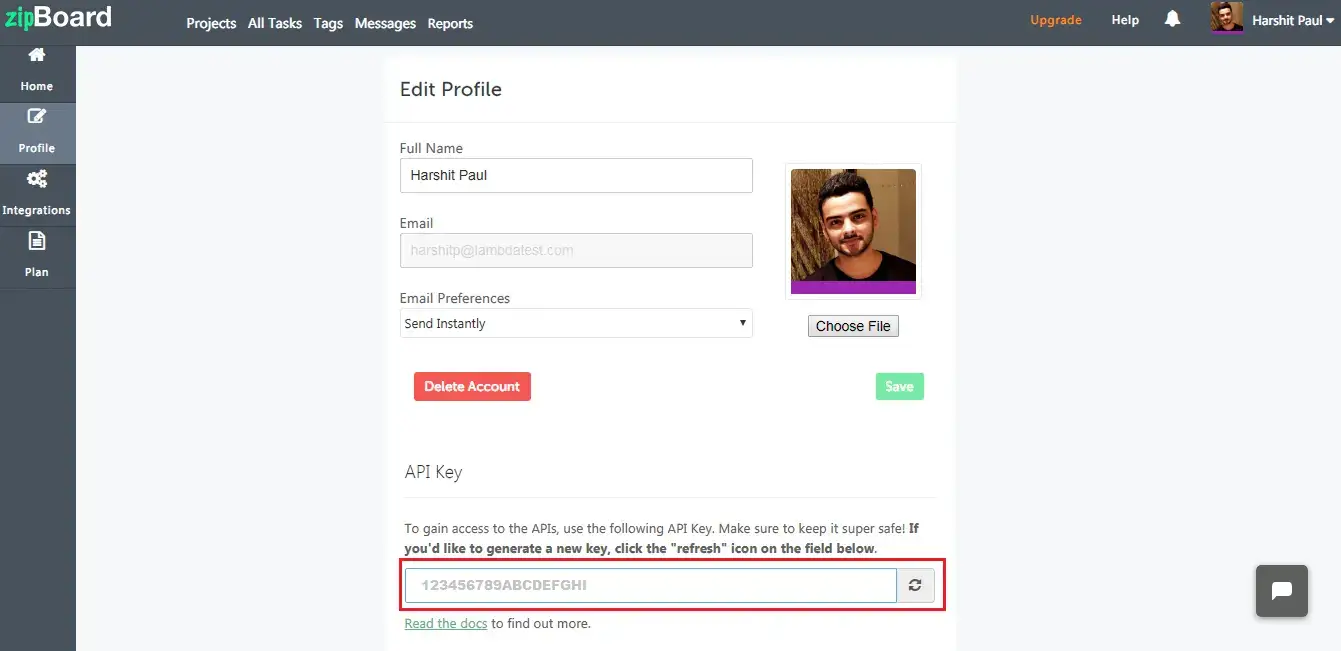 zipBoard
Projects All Tasks Tags Messages Reports
Upgrade Help Harshit Paul
Home
Profile
Integrations
Plan
Edit Profile
Full Name
Harshit Paul
Email
harshitp@lambdatest.com
Email Preferences
Send Instantly
Choose File
Delete Account
Save
API Key
To gain access to the APIs, use the following API Key. Make sure to keep it super safe! If
you'd like to generate a new key, click the "refresh" icon on the field below.
123456789ABCDEFGHI
Read the docs to find out more.